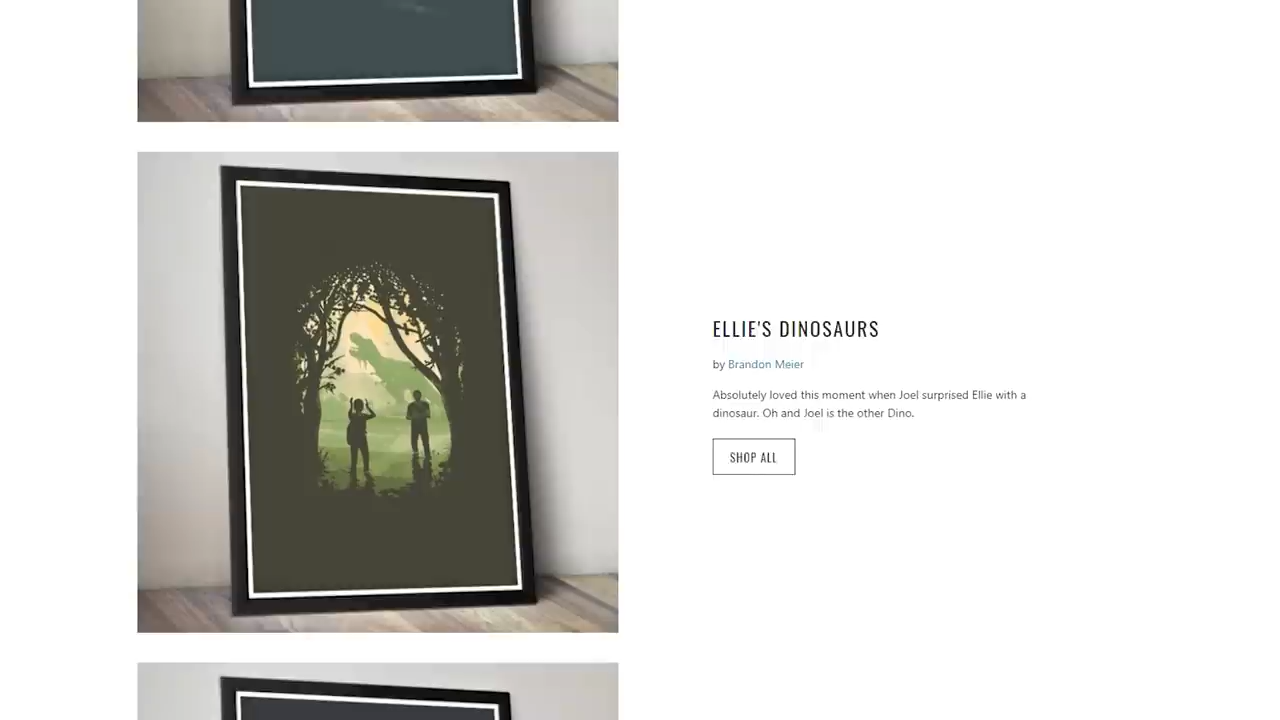 ELLIE'S DINOSAURS
by Brandon Meier
Absolutely loved this moment when Joel surprised Ellie with a
dinosaur. Oh and Joel is the other Dino.
SHOP ALL